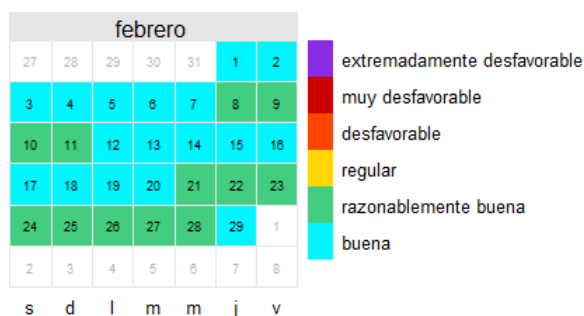 febrero
27 28 29 30 31 1 2
3 4 5 6 7 8 9
10 11 12 13 14 15 16
17 18 19 20 21 22 23
24 25 26 27 28 29 1
2 3 4 5 6 7 8
s d l m m j v
extremadamente desfavorable
muy desfavorable
desfavorable
regular
razonablemente buena
buena